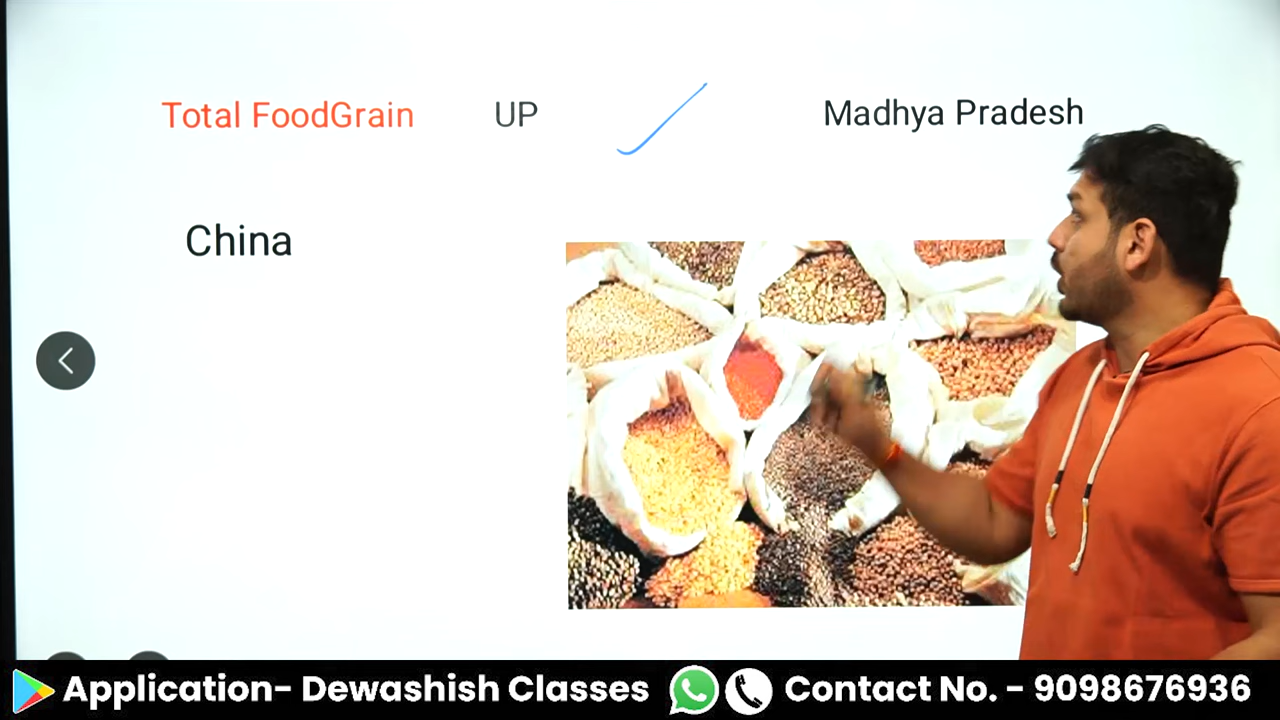 Total FoodGrain UP Madhya Pradesh
China
Application- Dewashish Classes Contact No. - 9098676936